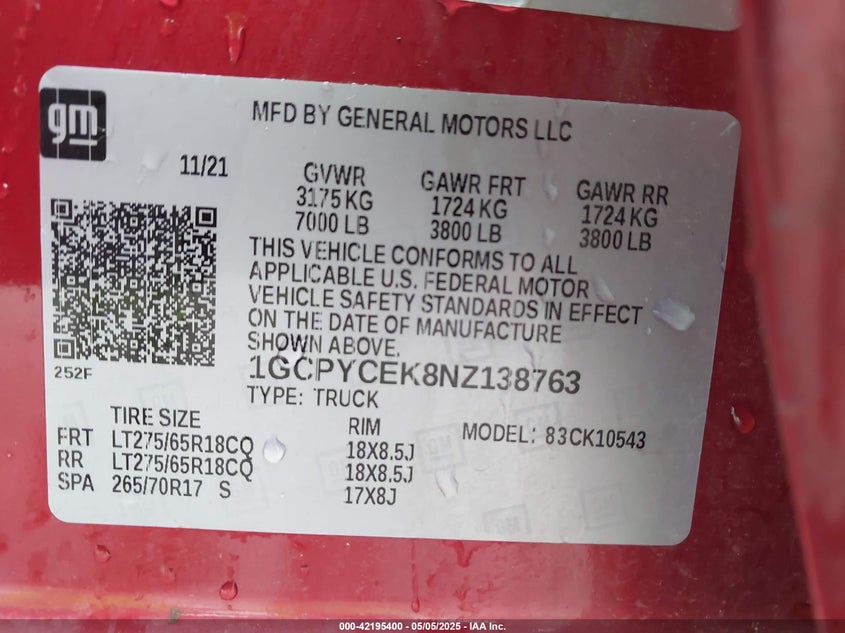 gm
MFD BY GENERAL MOTORS LLC
11/21
GVWR
3175 KG
7000 LB
GAWR FRT
1724 KG
3800 LB
GAWR RR
1724 KG
3800 LB
THIS VEHICLE CONFORMS TO ALL
APPLICABLE U.S. FEDERAL MOTOR
VEHICLE SAFETY STANDARDS IN EFFECT
ON THE DATE OF MANUFACTURE
SHOWN ABOVE.
252F
1GCPYCEK8NZ138763
TYPE: TRUCK
TIRE SIZE
RIM
MODEL: 83CK10543
FRT LT275/65R18CQ 18X8.5J
RR LT275/65R18CQ 18X8.5J
SPA 265/70R17 S 17X8J
000-42195400 - 05/05/2025 - IAA Inc.